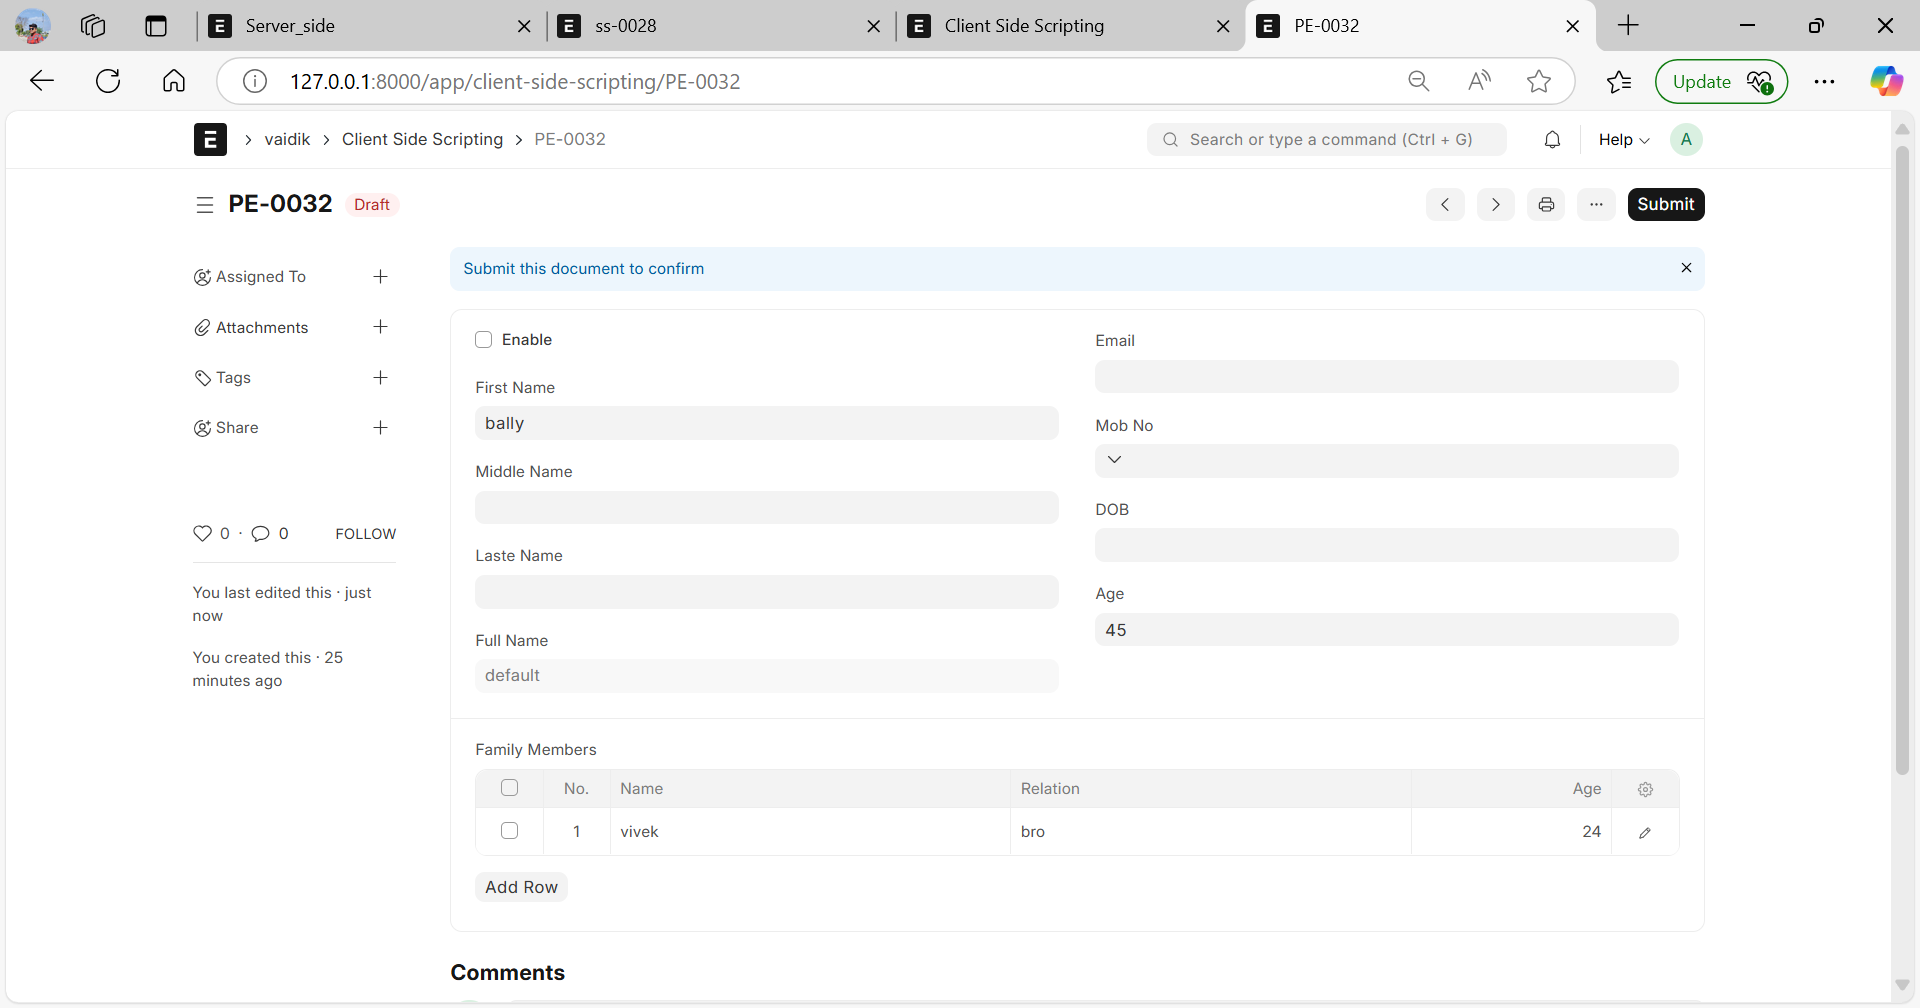 Server_side
ss-0028
Client Side Scripting
PE-0032
127.0.0.1:8000/app/client-side-scripting/PE-0032
Update
E > vaidik > Client Side Scripting > PE-0032
Search or type a command (Ctrl + G)
Help
A
PE-0032 Draft
Submit
Assigned To
Attachments
Tags
Share
0 · 0 FOLLOW
You last edited this · just
now
You created this · 25
minutes ago
Submit this document to confirm
Enable
First Name
bally
Middle Name
Laste Name
Full Name
default
Email
Mob No
DOB
Age
45
Family Members
No. Name Relation Age
1 vivek bro 24
Add Row
Comments